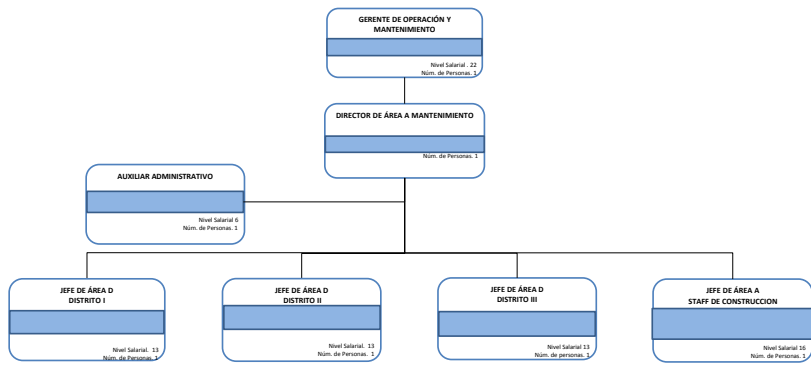 GERENTE DE OPERACIÓN Y
MANTENIMIENTO
Nivel Salarial . 22
Núm. de Personas. 1
DIRECTOR DE ÁREA A MANTENIMIENTO
Núm. de Personas. 1
AUXILIAR ADMINISTRATIVO
Nivel Salarial 6
Núm. de Personas. 1
JEFE DE ÁREA D
DISTRITO I
Nivel Salarial. 13
Núm. de Personas. 1
JEFE DE ÁREA D
DISTRITO II
Nivel Salarial. 13
Núm. de Personas. 1
JEFE DE ÁREA D
DISTRITO III
Nivel Salarial 13
Núm. de personas. 1
JEFE DE ÁREA A
STAFF DE CONSTRUCCION
Nivel Salarial 16
Núm. de Personas. 1